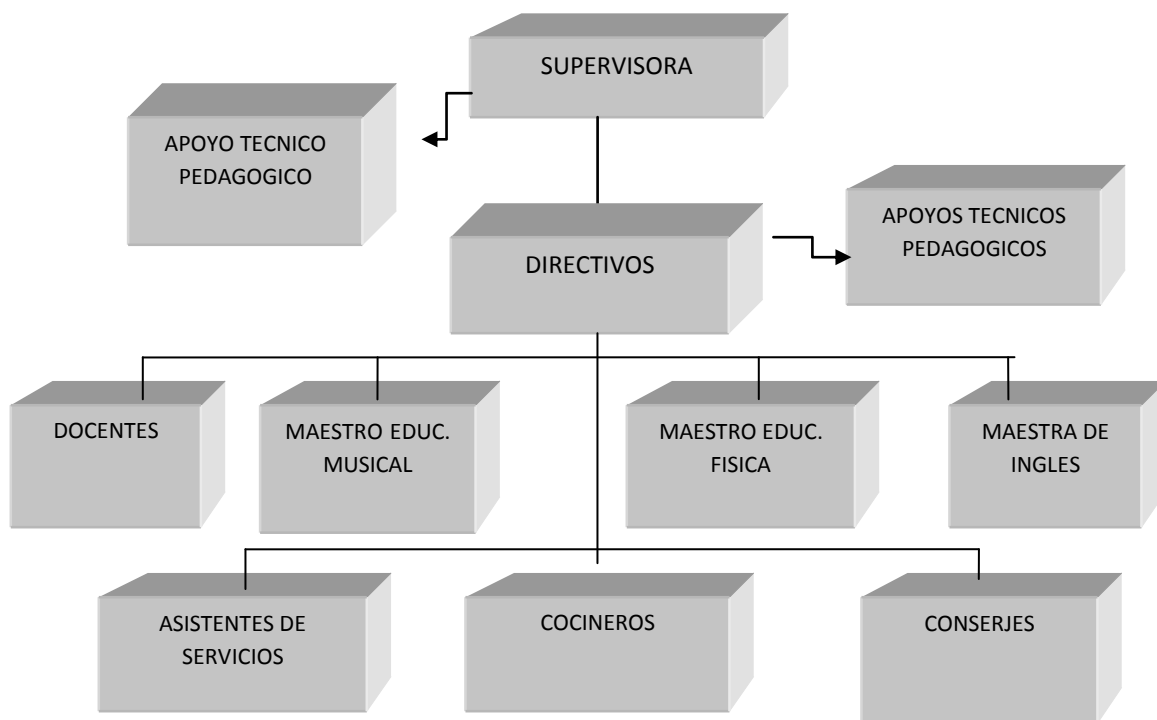 SUPERVISORA
APOYO TECNICO
PEDAGOGICO
APOYOS TECNICOS
PEDAGOGICOS
DIRECTIVOS
DOCENTES
MAESTRO EDUC.
MUSICAL
MAESTRO EDUC.
FISICA
MAESTRA DE
INGLES
ASISTENTES DE
SERVICIOS
COCINEROS
CONSERJES